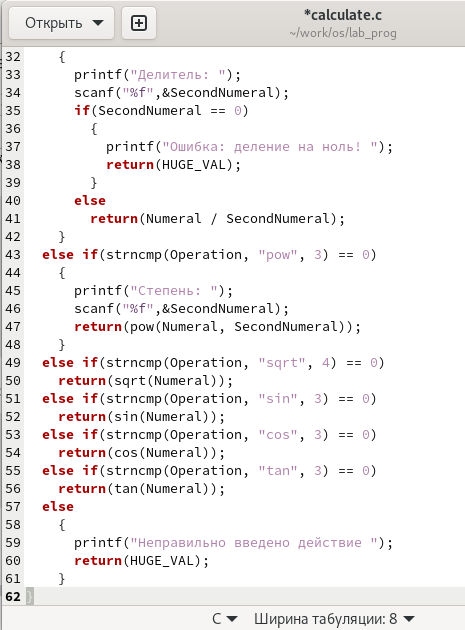 Открыть
*calculate.c
~/work/os/lab_prog
32 {
33 printf("Делитель: ");
34 scanf("%f",&SecondNumeral);
35 if(SecondNumeral == 0)
36 {
37 printf("Ошибка: деление на ноль! ");
38 return(HUGE_VAL);
39 }
40 else
41 return(Numeral / SecondNumeral);
42 }
43 else if(strncmp(Operation, "pow", 3) == 0)
44 {
45 printf("Степень: ");
46 scanf("%f",&SecondNumeral);
47 return(pow(Numeral, SecondNumeral));
48 }
49 else if(strncmp(Operation, "sqrt", 4) == 0)
50 return(sqrt(Numeral));
51 else if(strncmp(Operation, "sin", 3) == 0)
52 return(sin(Numeral));
53 else if(strncmp(Operation, "cos", 3) == 0)
54 return(cos(Numeral));
55 else if(strncmp(Operation, "tan", 3) == 0)
56 return(tan(Numeral));
57 else
58 {
59 printf("Неправильно введено действие ");
60 return(HUGE_VAL);
61 }
62 }
C Ширина табуляции: 8